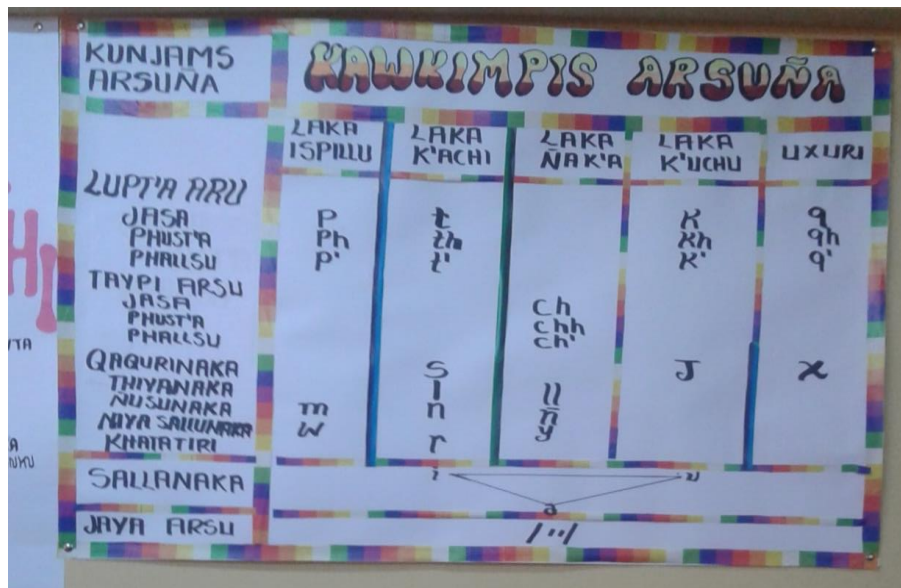 KUNJAMS
ARSUÑA
KAWKIMPIS ARSUÑA
LAKA
ISPILLU
LAKA
K'ACHI
LAKA
ÑAK'A
LAKA
K'UCHU
UXURI
LUPT'A ARU
JASA p t k q
PHUST'A ph th kh qh
PHALLSU p' t' k' q'
TAYPI ARSU
JASA ch
PHUST'A chh
PHALLSU ch'
QAQURINAKA s J x
THIYANAKA l ll
ÑUSUNAKA m n ñ
NIYA SALLUNAKA w y
KHATATIRI r
SALLANAKA
i u
a
JAYA ARSU /¨/